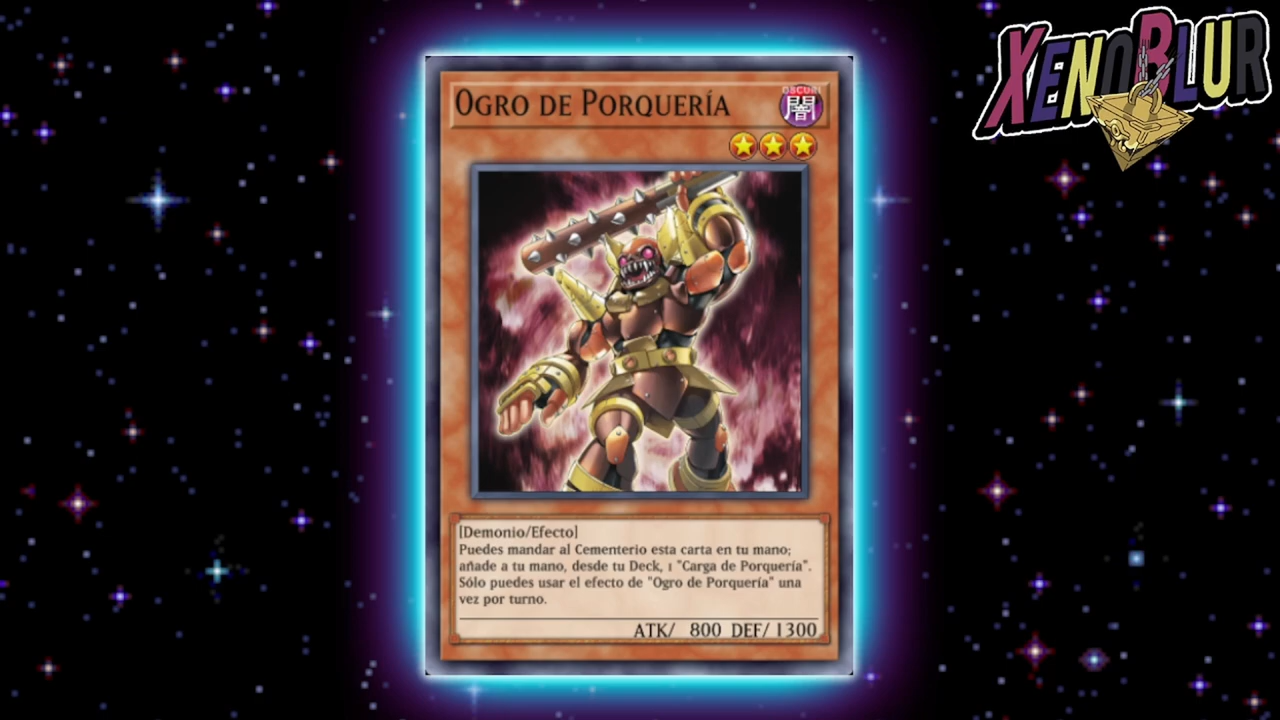 XENOBLUR
OGRO DE PORQUERÍA
OSCURI
闇
[Demonio/Efecto]
Puedes mandar al Cementerio esta carta en tu mano;
añade a tu mano, desde tu Deck, 1 "Carga de Porquería".
Sólo puedes usar el efecto de "Ogro de Porquería" una
vez por turno.
ATK/ 800 DEF/ 1300